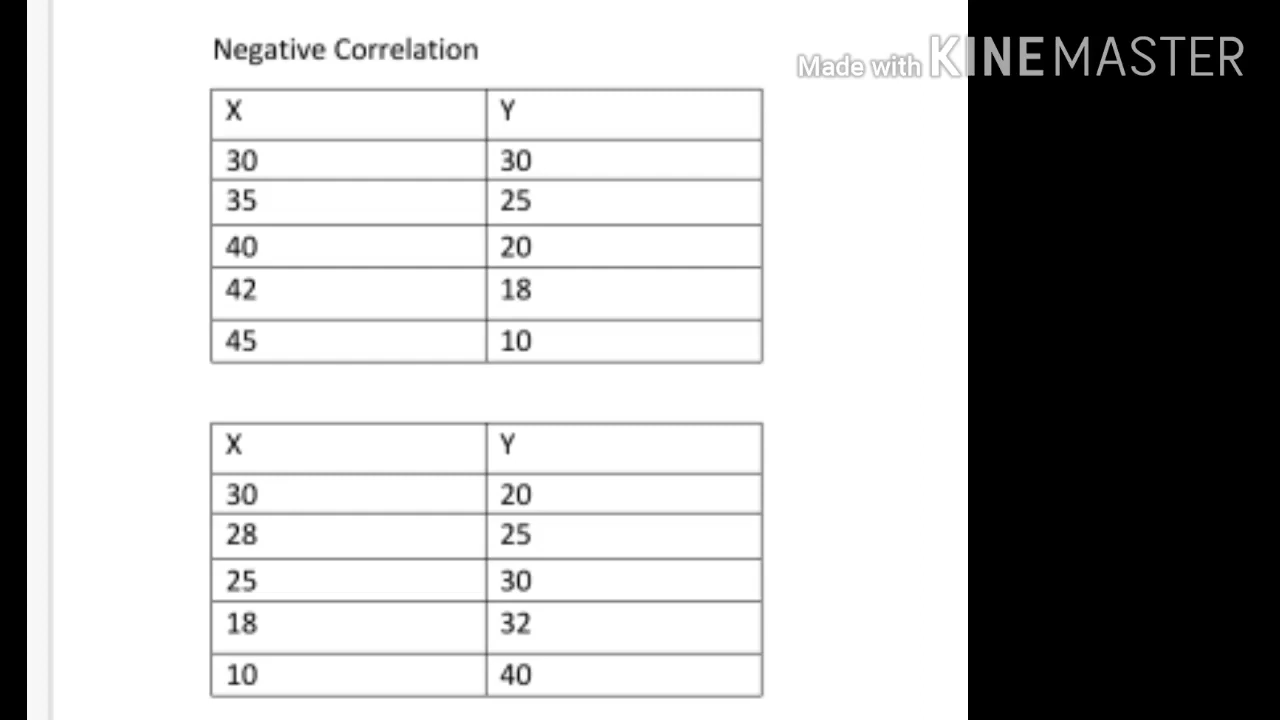 Negative Correlation
Made with KINEMASTER
X Y
30 30
35 25
40 20
42 18
45 10
X Y
30 20
28 25
25 30
18 32
10 40